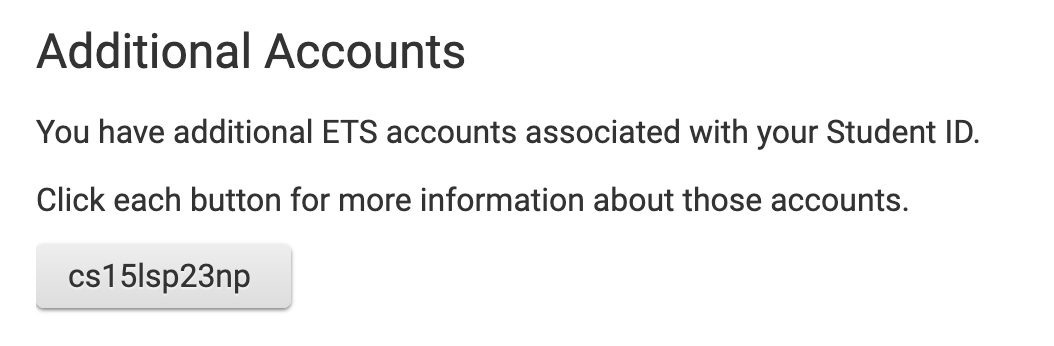 Additional Accounts
You have additional ETS accounts associated with your Student ID.
Click each button for more information about those accounts.
cs15lsp23np